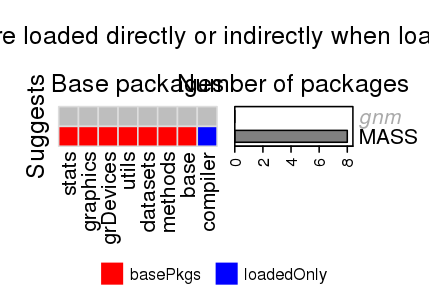 re loaded directly or indirectly when loa
Base packages
Number of packages
Suggests
gnm
MASS
stats
graphics
grDevices
utils
datasets
methods
base
compiler
0 2 4 6 8
basePkgs loadedOnly